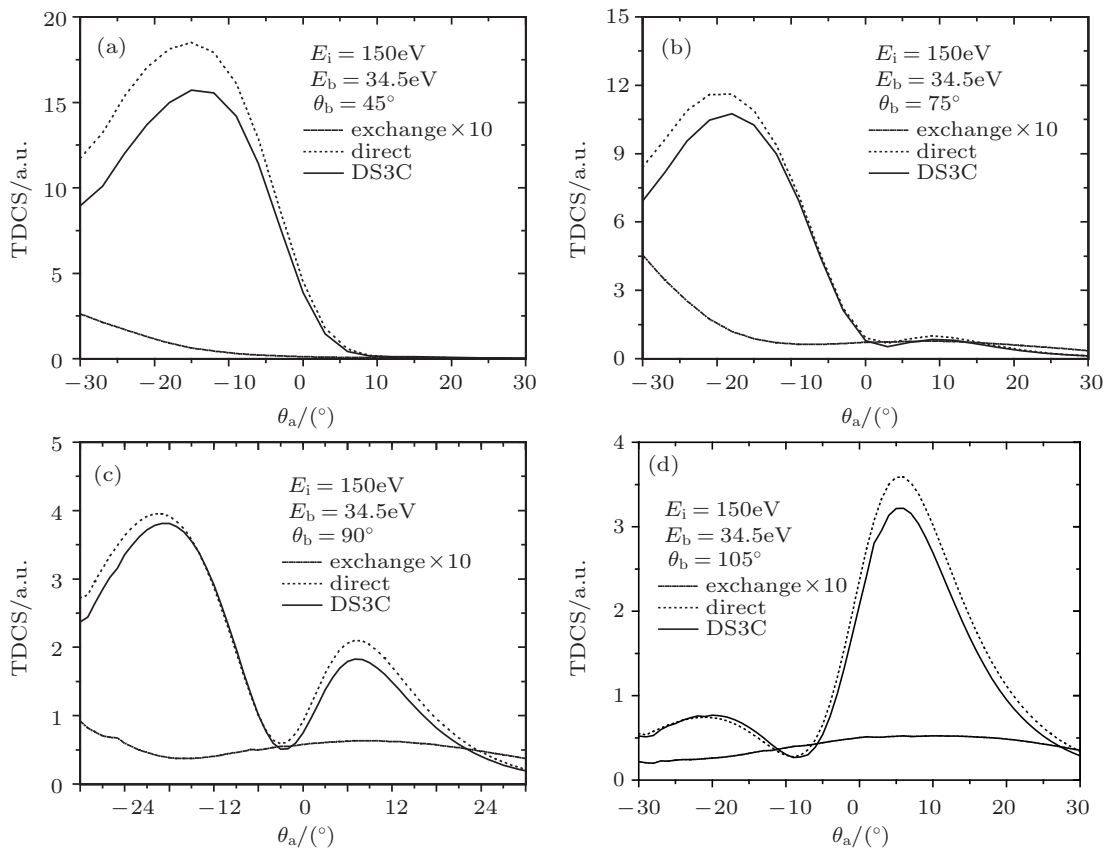 (a)
E_i = 150eV
E_b = 34.5eV
θ_b = 45°
exchange×10
direct
DS3C
TDCS/a.u.
20
15
10
5
0
−30 −20 −10 0 10 20 30
θ_a/(°)
(b)
E_i = 150eV
E_b = 34.5eV
θ_b = 75°
exchange×10
direct
DS3C
TDCS/a.u.
15
12
9
6
3
0
−30 −20 −10 0 10 20 30
θ_a/(°)
(c)
E_i = 150eV
E_b = 34.5eV
θ_b = 90°
exchange×10
direct
DS3C
TDCS/a.u.
5
4
3
2
1
0
−24 −12 0 12 24
θ_a/(°)
(d)
E_i = 150eV
E_b = 34.5eV
θ_b = 105°
exchange×10
direct
DS3C
TDCS/a.u.
4
3
2
1
0
−30 −20 −10 0 10 20 30
θ_a/(°)